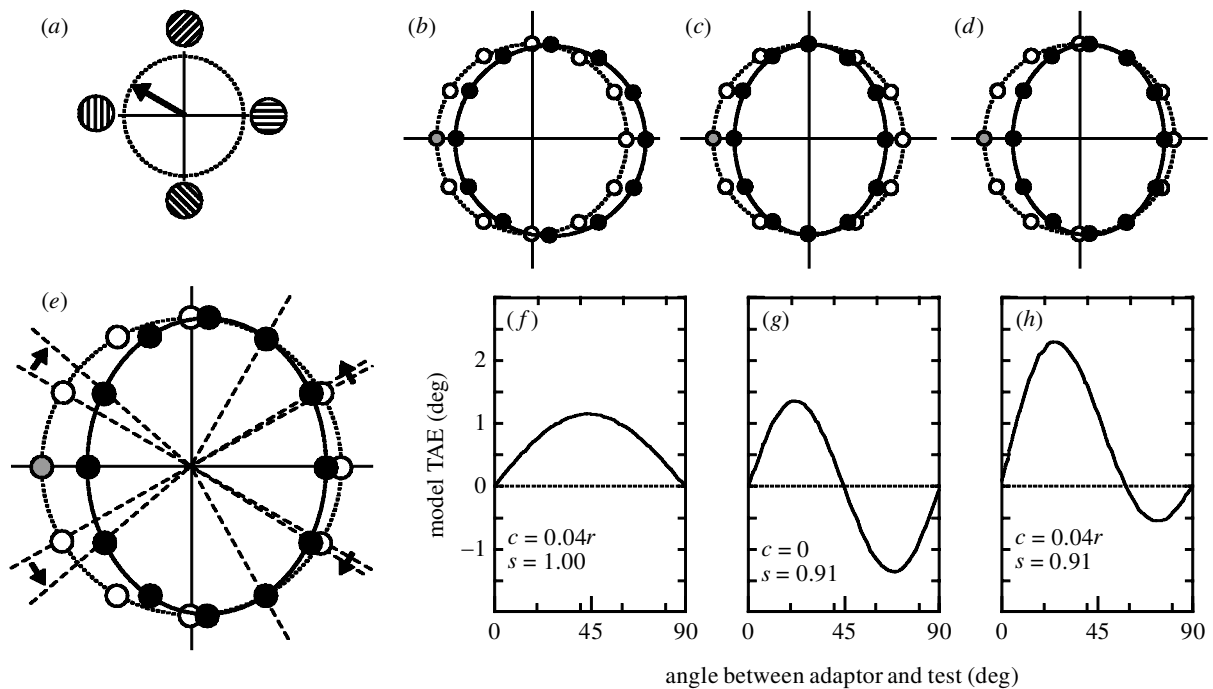 (a)
(b)
(c)
(d)
(e)
(f)
(g)
(h)
model TAE (deg)
2
1
0
−1
c = 0.04r
s = 1.00
c = 0
s = 0.91
c = 0.04r
s = 0.91
0 45 90
0 45 90
0 45 90
angle between adaptor and test (deg)